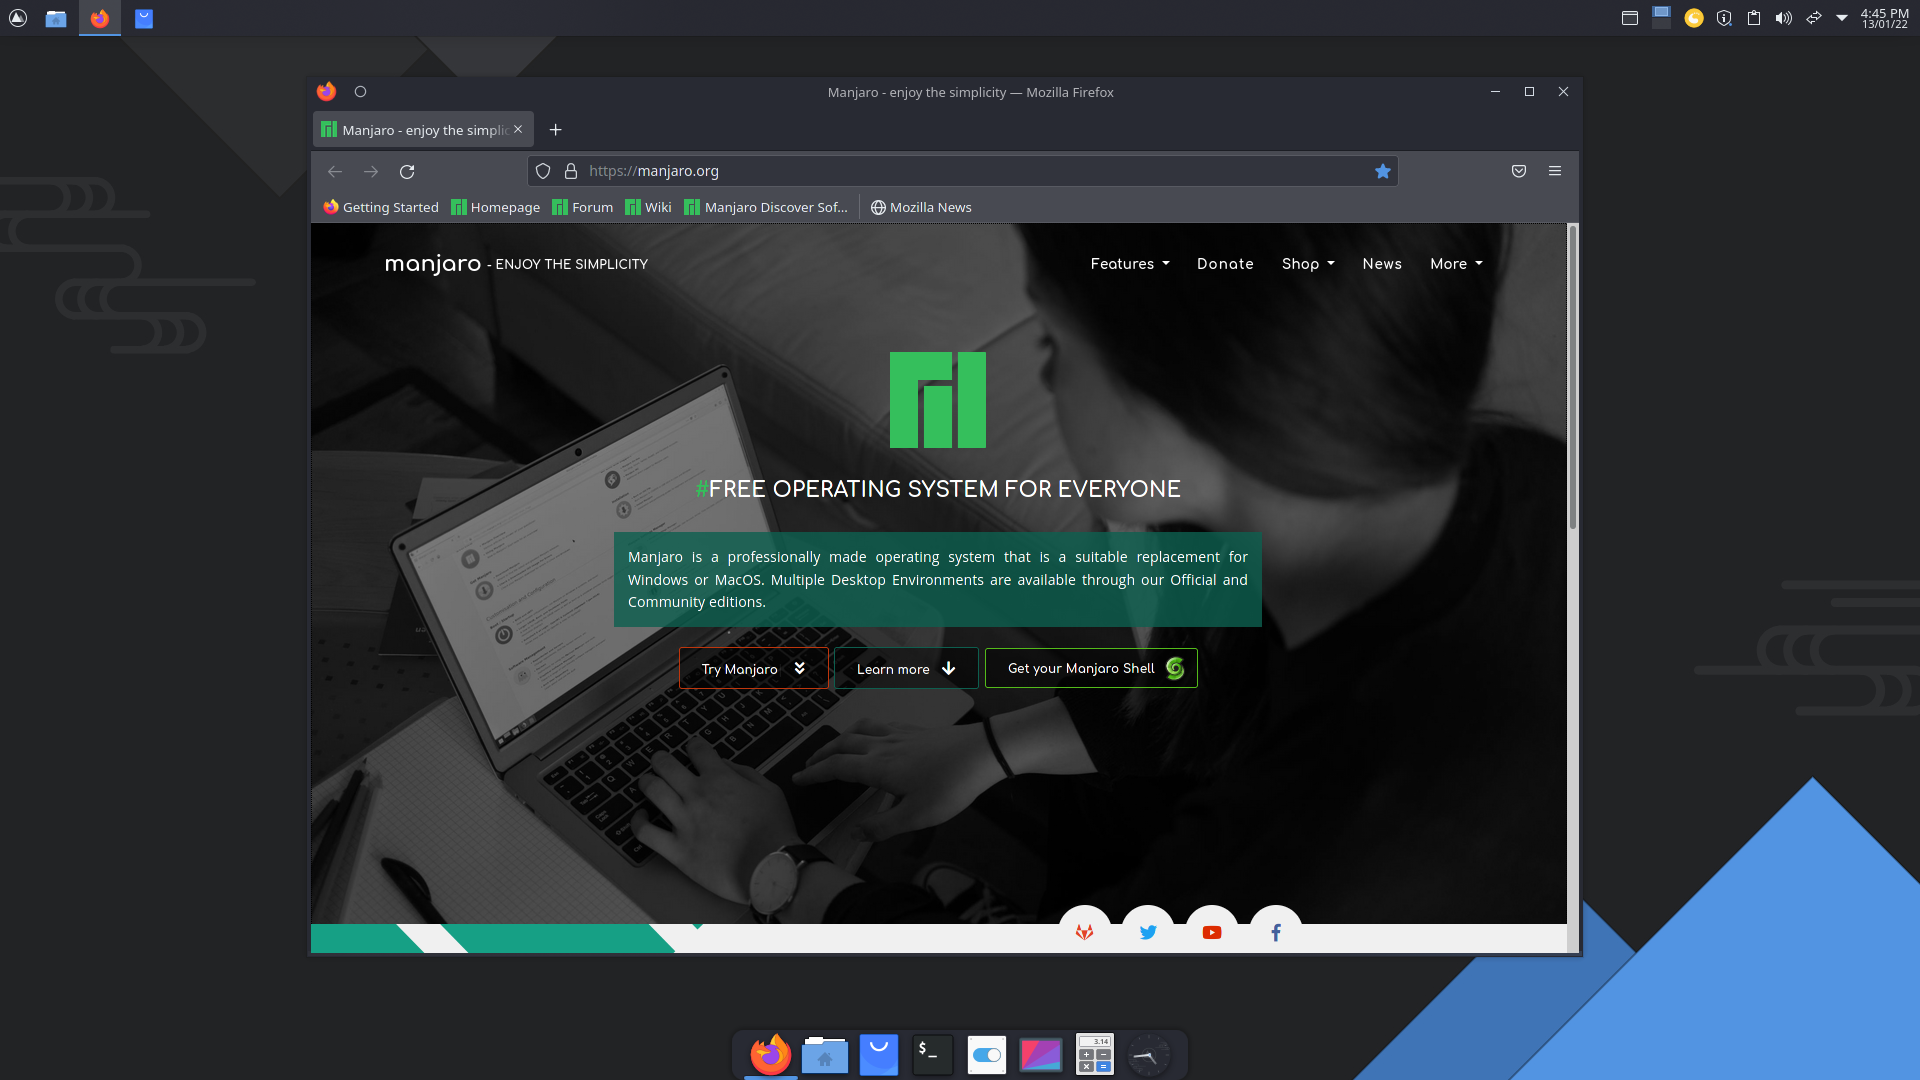 4:45 PM
13/01/22
Manjaro - enjoy the simplicity — Mozilla Firefox
Manjaro - enjoy the simplic
https://manjaro.org
Getting Started Homepage Forum Wiki Manjaro Discover Sof... Mozilla News
manjaro - ENJOY THE SIMPLICITY Features Donate Shop News More
#FREE OPERATING SYSTEM FOR EVERYONE
Manjaro is a professionally made operating system that is a suitable replacement for
Windows or MacOS. Multiple Desktop Environments are available through our Official and
Community editions.
Try Manjaro Learn more Get your Manjaro Shell
$_
3.14